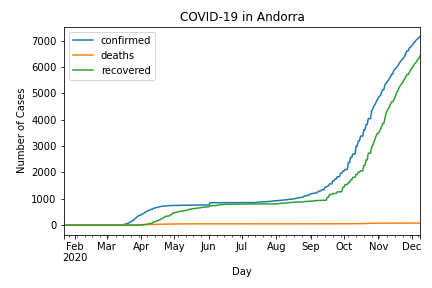 COVID-19 in Andorra
confirmed
deaths
recovered
Number of Cases
7000
6000
5000
4000
3000
2000
1000
0
Feb Mar Apr May Jun Jul Aug Sep Oct Nov Dec
2020
Day